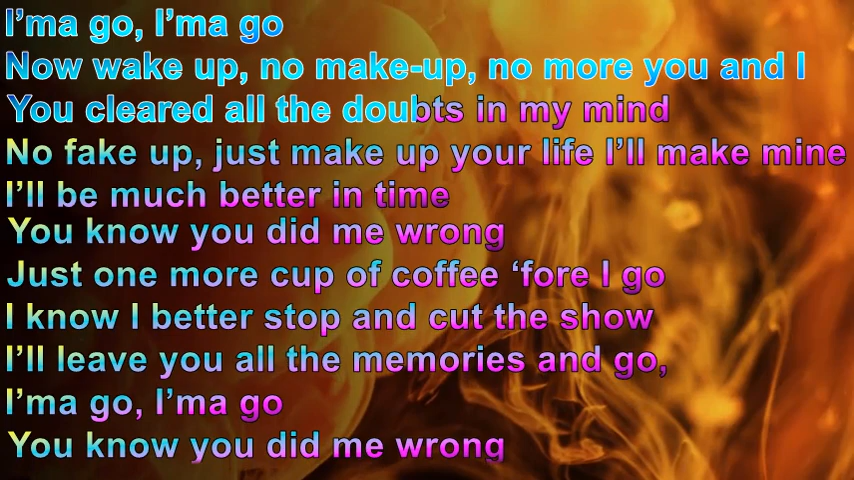 I’ma go, I’ma go
Now wake up, no make-up, no more you and I
You cleared all the doubts in my mind
No fake up, just make up your life I’ll make mine
I’ll be much better in time
You know you did me wrong
Just one more cup of coffee ‘fore I go
I know I better stop and cut the show
I’ll leave you all the memories and go,
I’ma go, I’ma go
You know you did me wrong